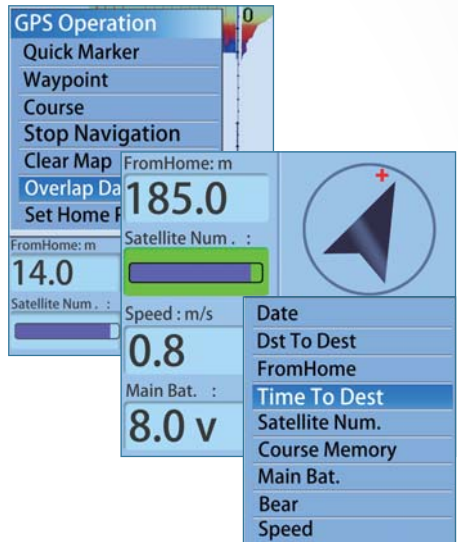 GPS Operation
0
Quick Marker
Waypoint
Course
Stop Navigation
Clear Map
Overlap Da
Set Home
FromHome: m
14.0
Satellite Num. :
FromHome: m
185.0
Satellite Num. :
Speed : m/s
0.8
Main Bat. :
8.0 v
Date
Dst To Dest
FromHome
Time To Dest
Satellite Num.
Course Memory
Main Bat.
Bear
Speed